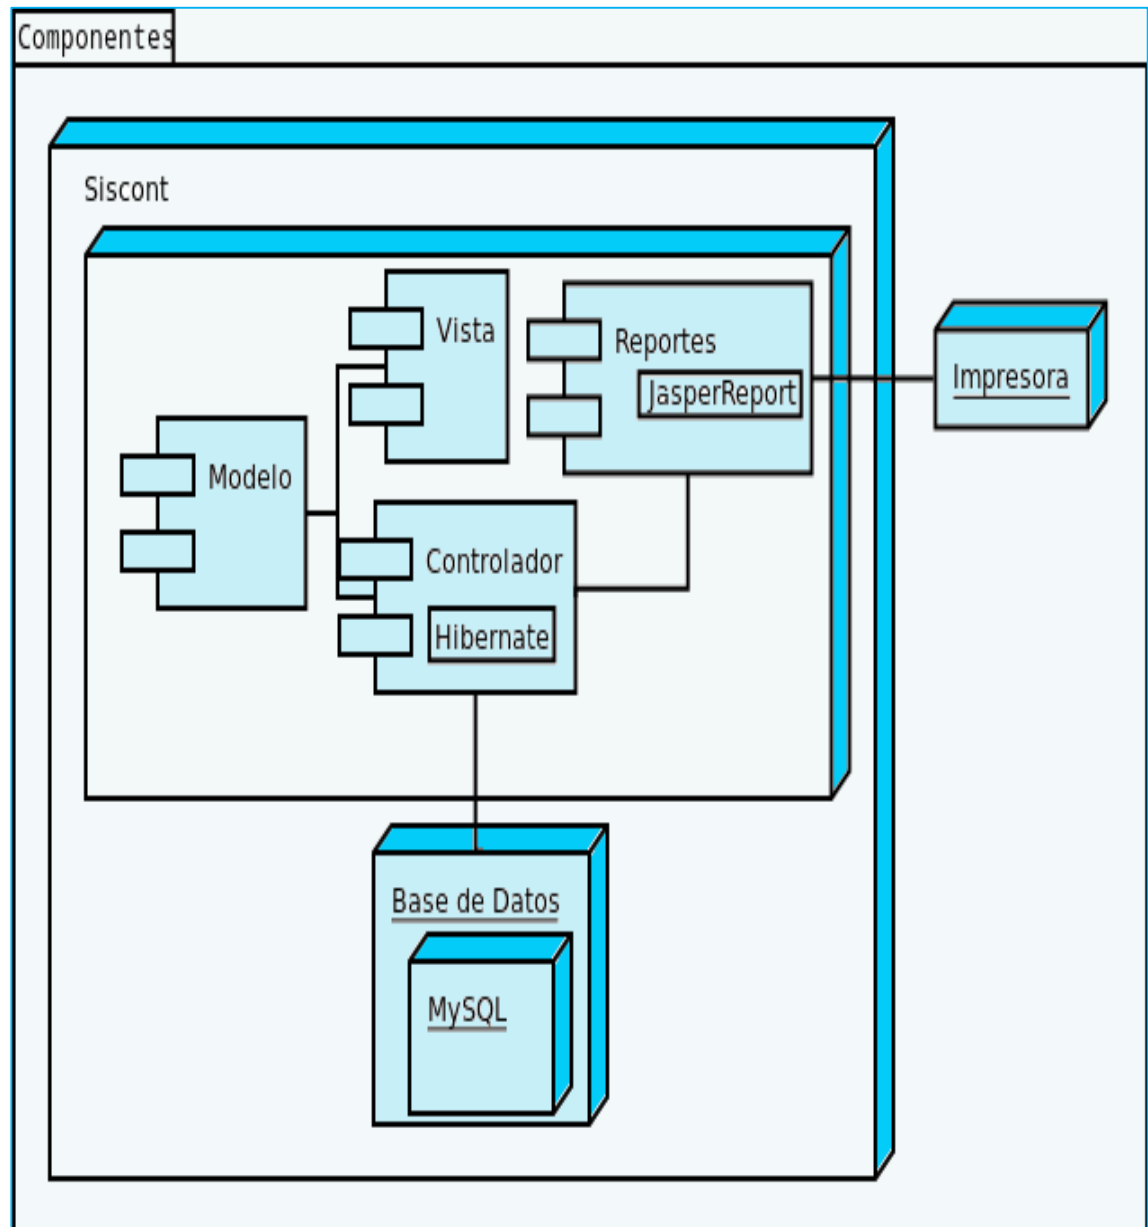 Componentes
Siscont
Vista
Reportes
JasperReport
Impresora
Modelo
Controlador
Hibernate
Base de Datos
MySQL